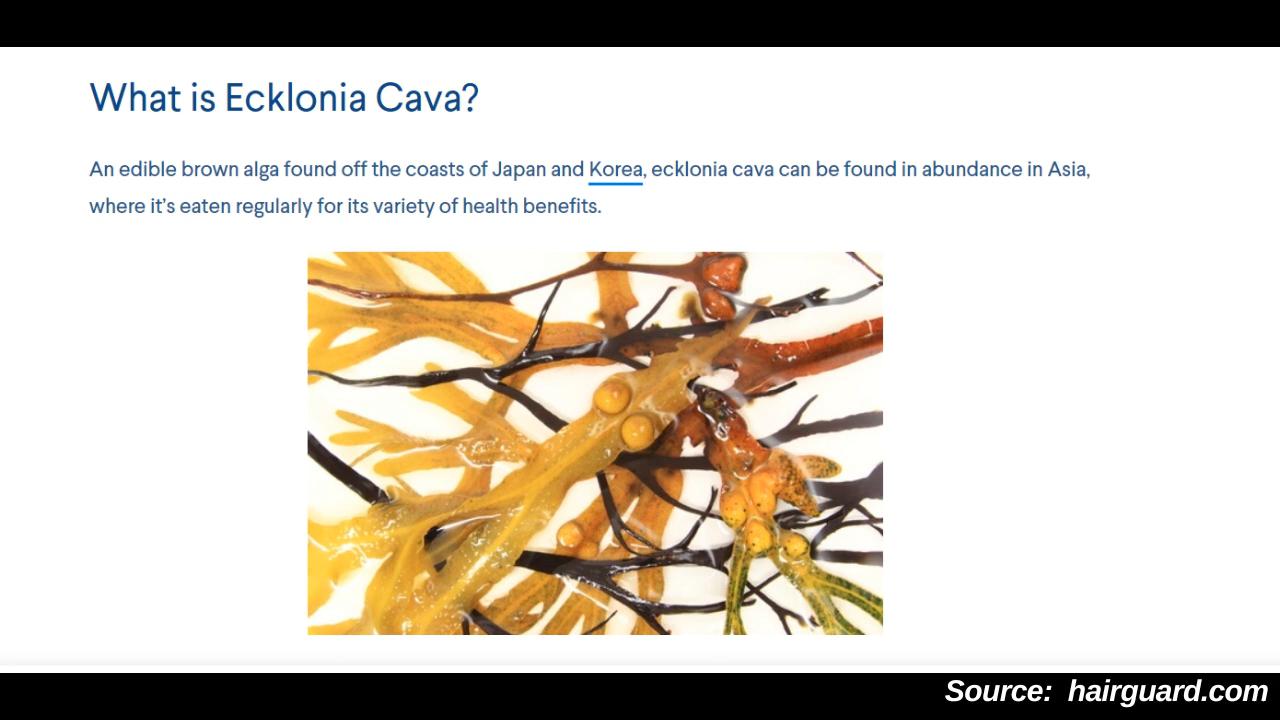 What is Ecklonia Cava?
An edible brown alga found off the coasts of Japan and Korea, ecklonia cava can be found in abundance in Asia,
where it’s eaten regularly for its variety of health benefits.
Source: hairguard.com